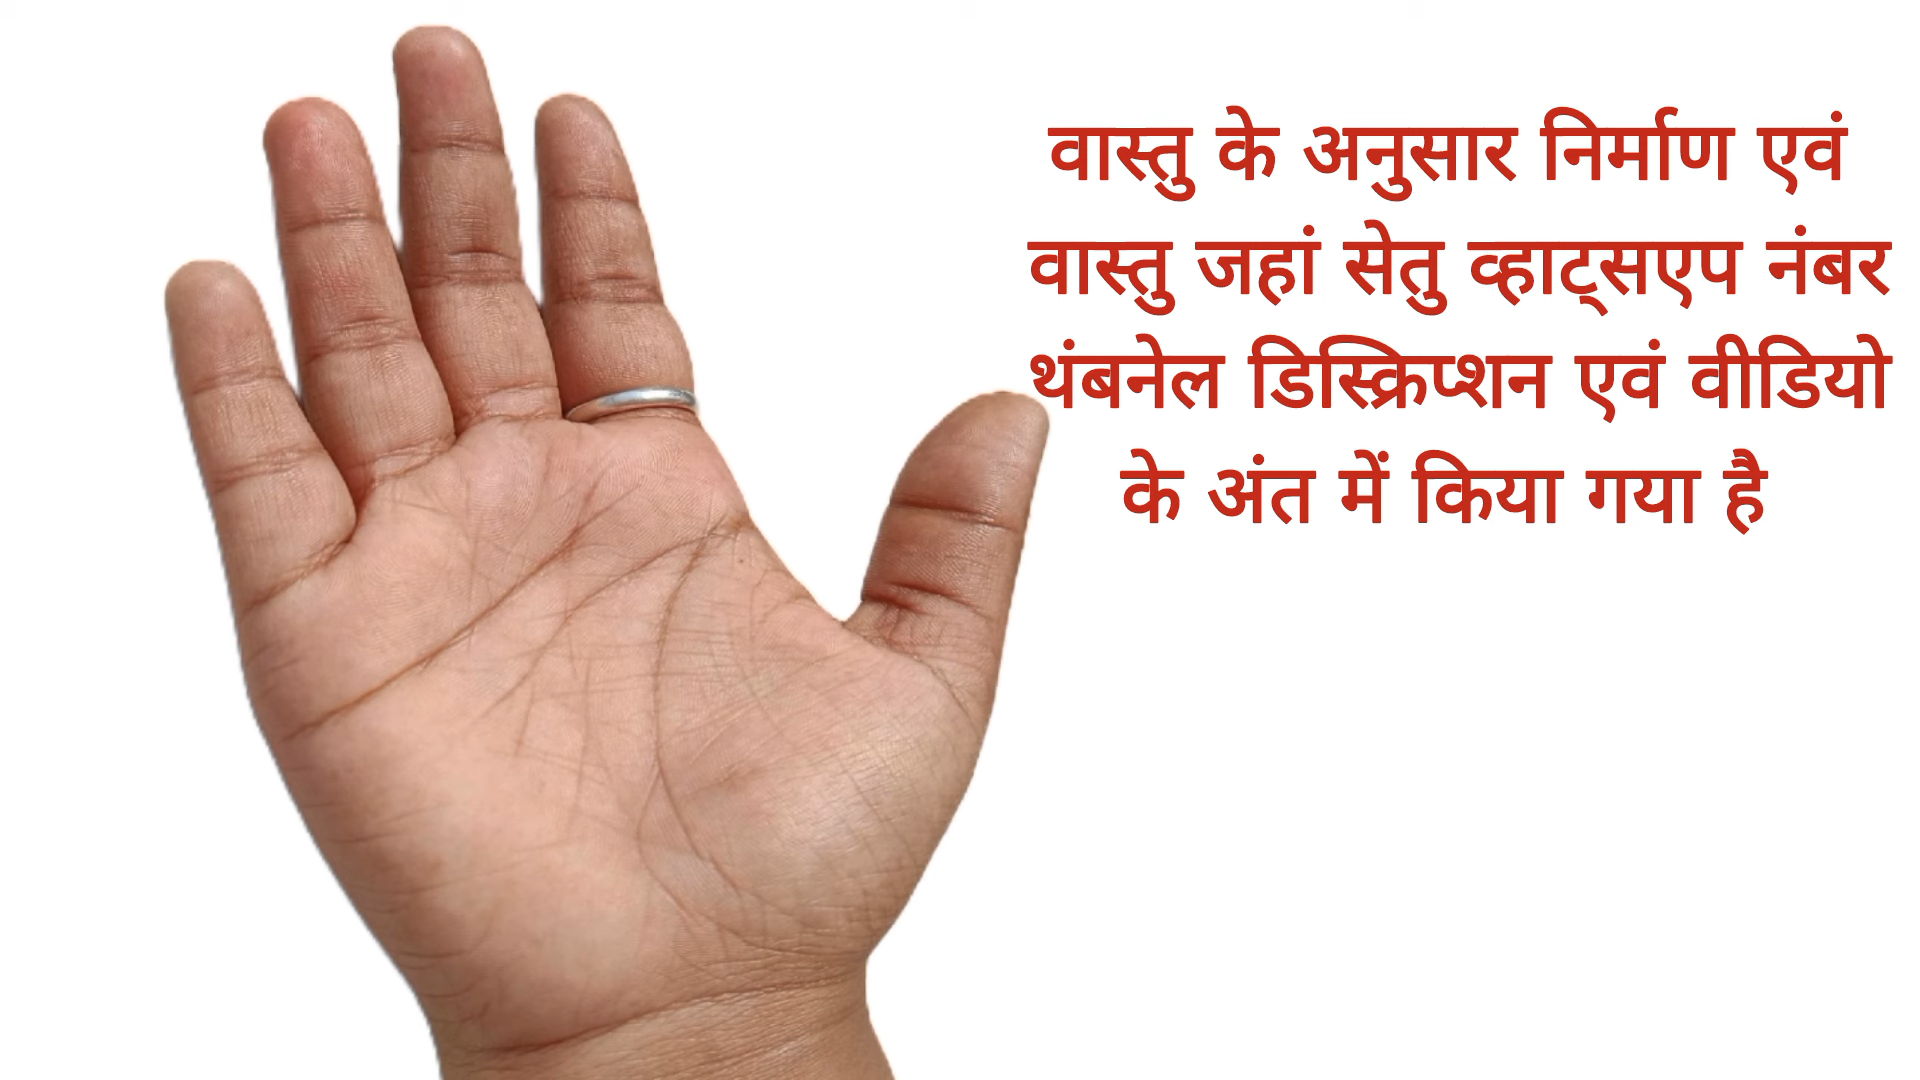 वास्तु के अनुसार निर्माण एवं
वास्तु जहां सेतु व्हाट्सएप नंबर
थंबनेल डिस्क्रिप्शन एवं वीडियो
के अंत में किया गया है